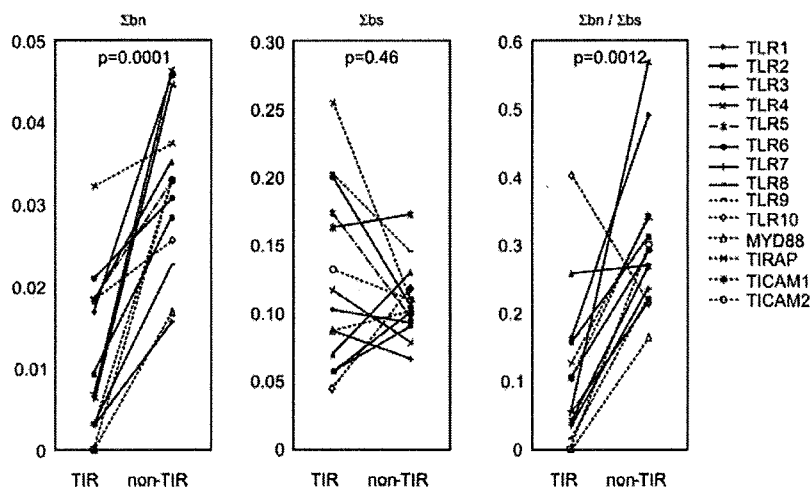 Σbn
Σbs
Σbn / Σbs
0.05
0.04
0.03
0.02
0.01
0
p=0.0001
TIR
non-TIR
0.30
0.25
0.20
0.15
0.10
0.05
0
p=0.46
TIR
non-TIR
0.6
0.5
0.4
0.3
0.2
0.1
0
p=0.0012
TIR
non-TIR
TLR1
TLR2
TLR3
TLR4
TLR5
TLR6
TLR7
TLR8
TLR9
TLR10
MYD88
TIRAP
TICAM1
TICAM2